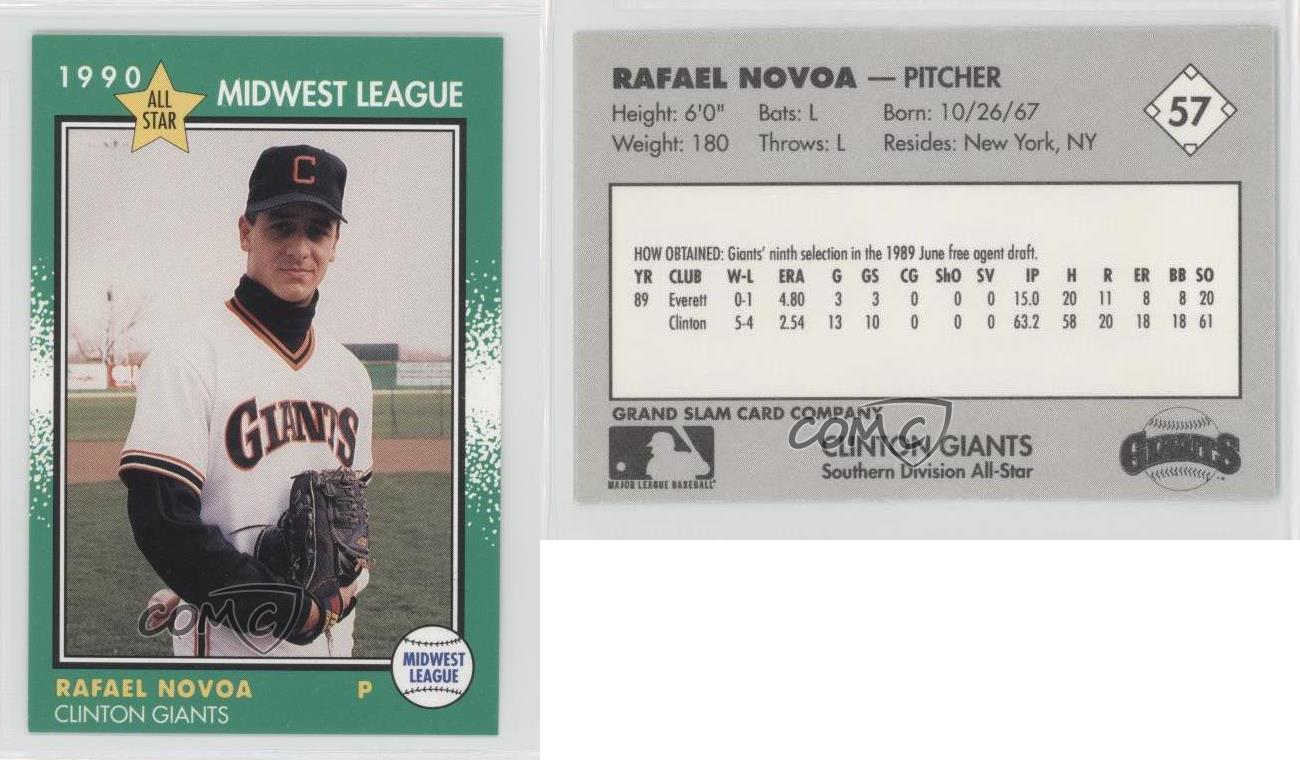 1990
ALL
STAR
MIDWEST LEAGUE
C
GIANTS
COMC
MIDWEST
LEAGUE
RAFAEL NOVOA P
CLINTON GIANTS
RAFAEL NOVOA — PITCHER
Height: 6'0" Bats: L Born: 10/26/67
Weight: 180 Throws: L Resides: New York, NY
57
HOW OBTAINED: Giants' ninth selection in the 1989 June free agent draft.
YR CLUB W-L ERA G GS CG ShO SV IP H R ER BB SO
89 Everett 0-1 4.80 3 3 0 0 0 15.0 20 11 8 8 20
Clinton 5-4 2.54 13 10 0 0 0 63.2 58 20 18 18 61
GRAND SLAM CARD COMPANY
COMC
CLINTON GIANTS
Southern Division All-Star
MAJOR LEAGUE BASEBALL
GIANTS